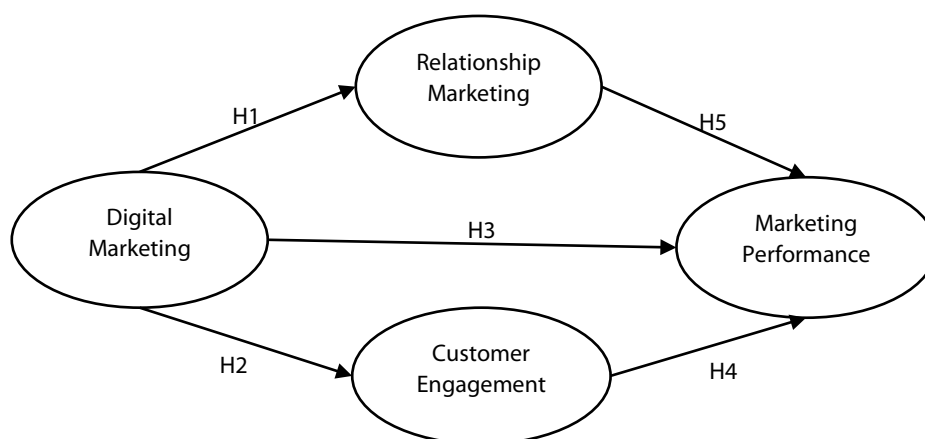 Relationship
Marketing
H1
H5
Digital
Marketing
H3
Marketing
Performance
H2
Customer
Engagement
H4